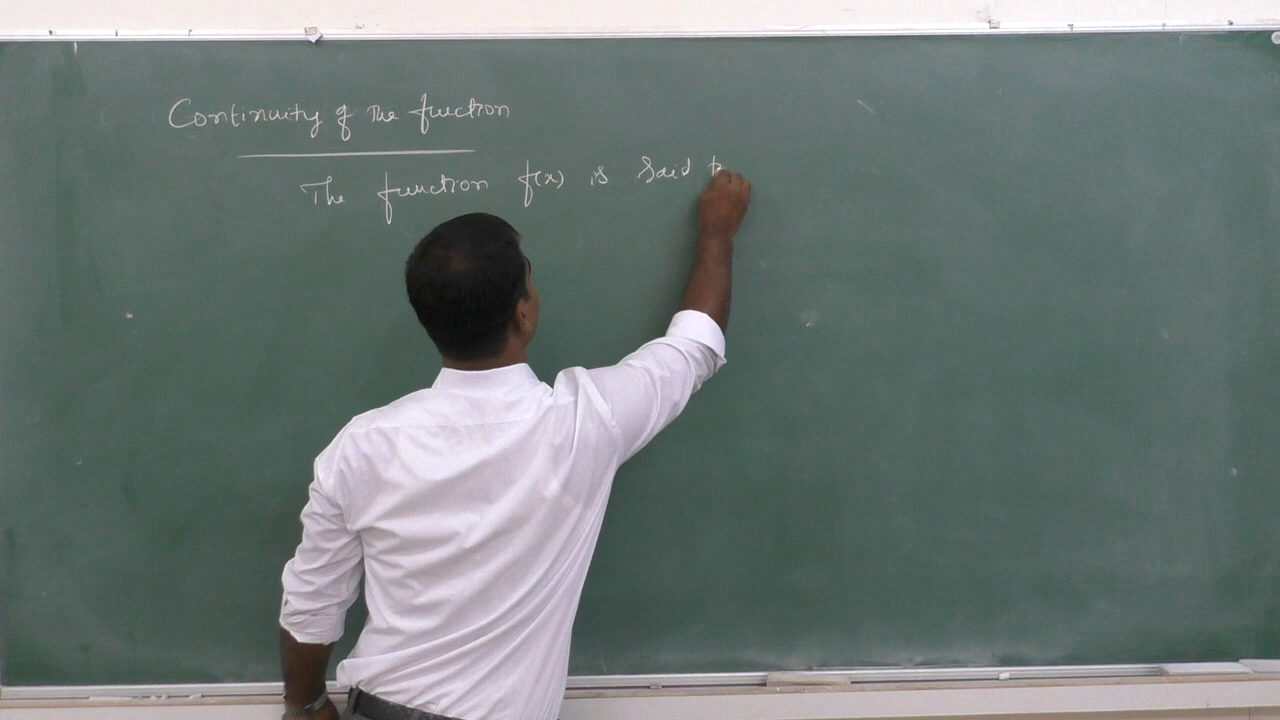 Continuity of the function
The function f(x) is said